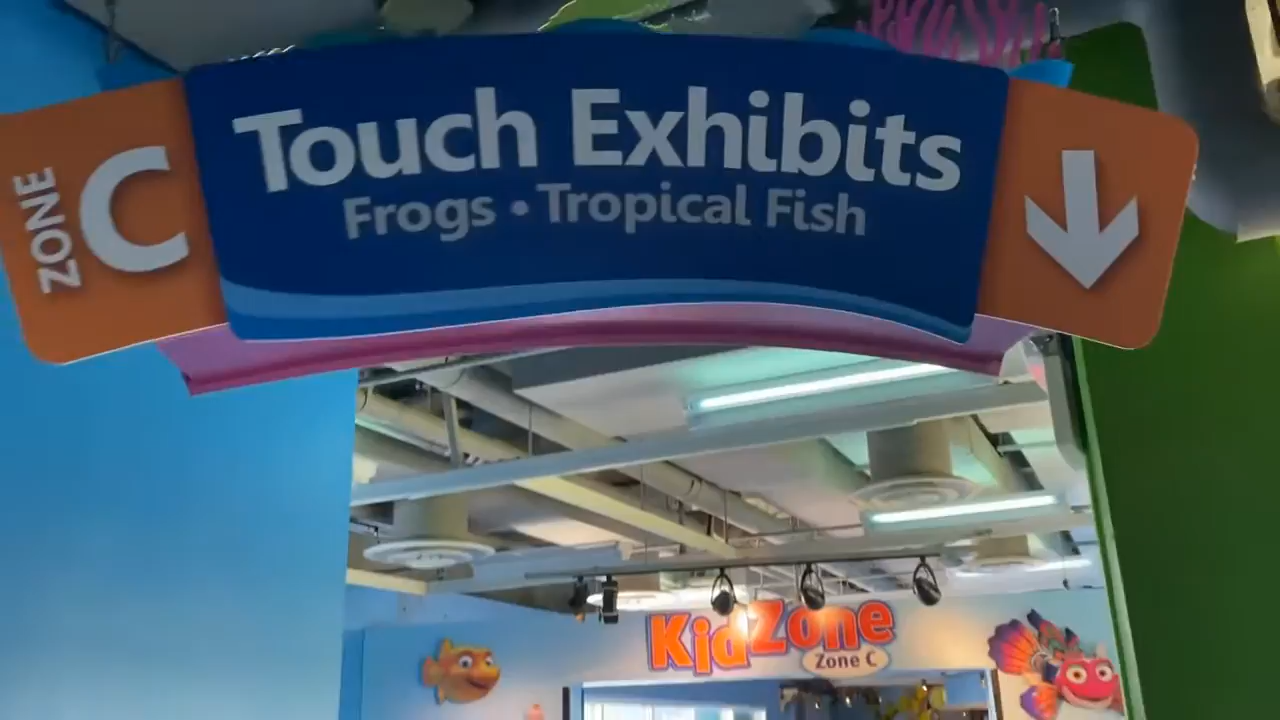 ZONE C
Touch Exhibits
Frogs • Tropical Fish
KidZone
Zone C